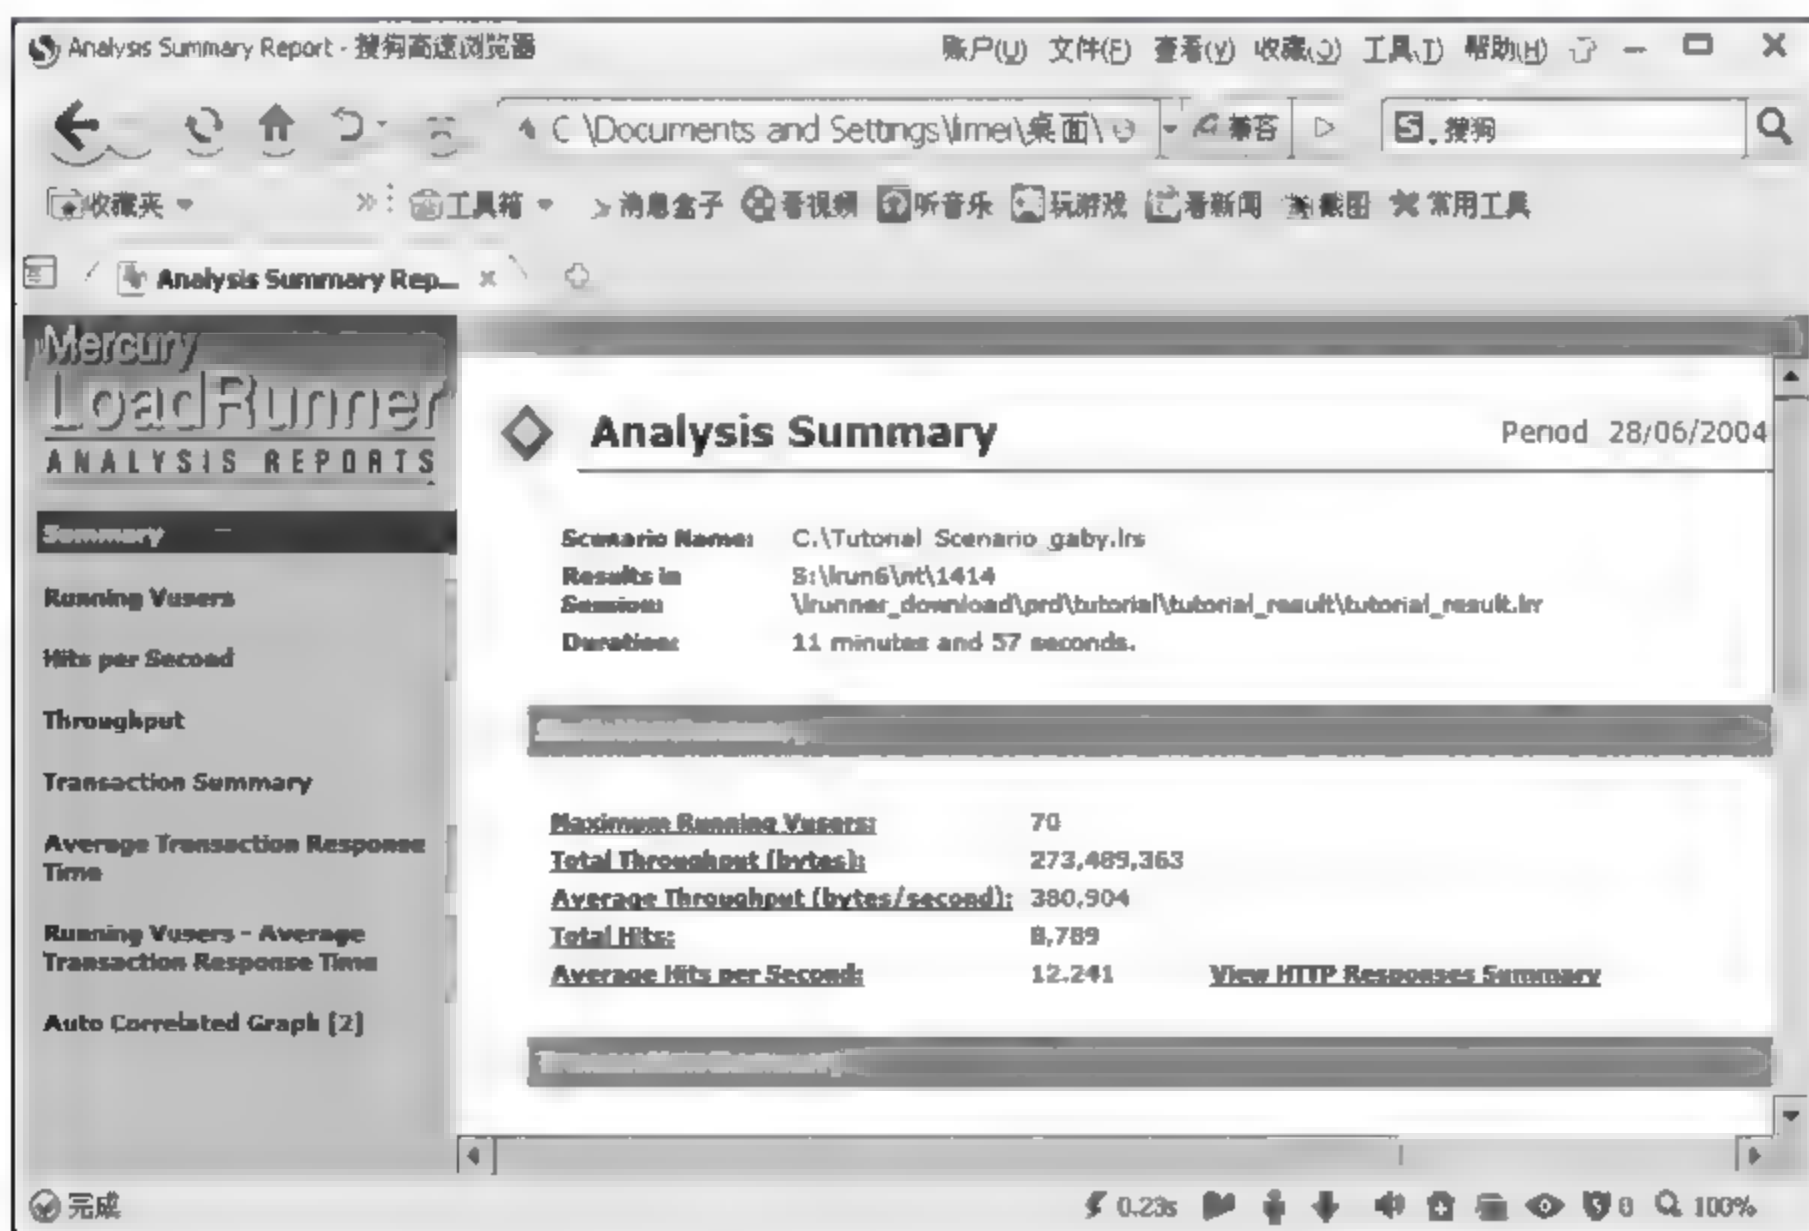 Analysis Summary Report - 搜狗高速浏览器
账户(U) 文件(F) 查看(V) 收藏(O) 工具(T) 帮助(H)
C \Documents and Settings\limei\桌面\ 兼容 搜狗
收藏夹 工具箱 消息盒子 看视频 听音乐 玩游戏 看新闻 截图 常用工具
Analysis Summary Rep...
Mercury
LoadRunner
ANALYSIS REPORTS
Summary
Running Vusers
Hits per Second
Throughput
Transaction Summary
Average Transaction Response
Time
Running Vusers - Average
Transaction Response Time
Auto Correlated Graph [2]
Analysis Summary
Period 28/06/2004
Scenario Name: C:\Tutorial Scenario gaby.lrs
Results in S:\lrun6\nt\1414
Session: \lrunner_download\prd\tutorial\tutorial_result\tutorial_result.lrr
Duration: 11 minutes and 57 seconds.
Maximum Running Vusers: 70
Total Throughput (bytes): 273,489,363
Average Throughput (bytes/second): 380,904
Total Hits: 8,789
Average Hits per Second: 12.241 View HTTP Responses Summary
完成
0.23s 0 100%